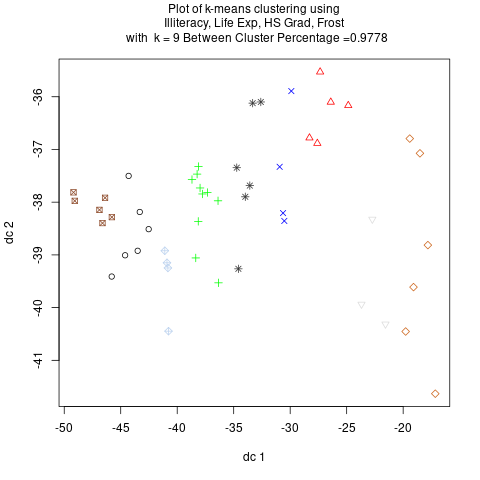 Plot of k-means clustering using
Illiteracy, Life Exp, HS Grad, Frost
with k = 9 Between Cluster Percentage =0.9778
-36
-37
-38
-39
-40
-41
dc 2
-50 -45 -40 -35 -30 -25 -20
dc 1